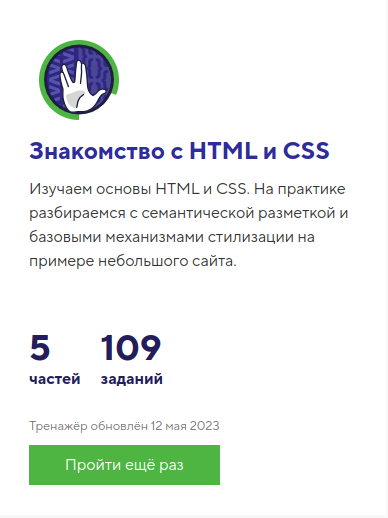 Знакомство с HTML и CSS
Изучаем основы HTML и CSS. На практике
разбираемся с семантической разметкой и
базовыми механизмами стилизации на
примере небольшого сайта.
5 109
частей заданий
Тренажёр обновлён 12 мая 2023
Пройти ещё раз